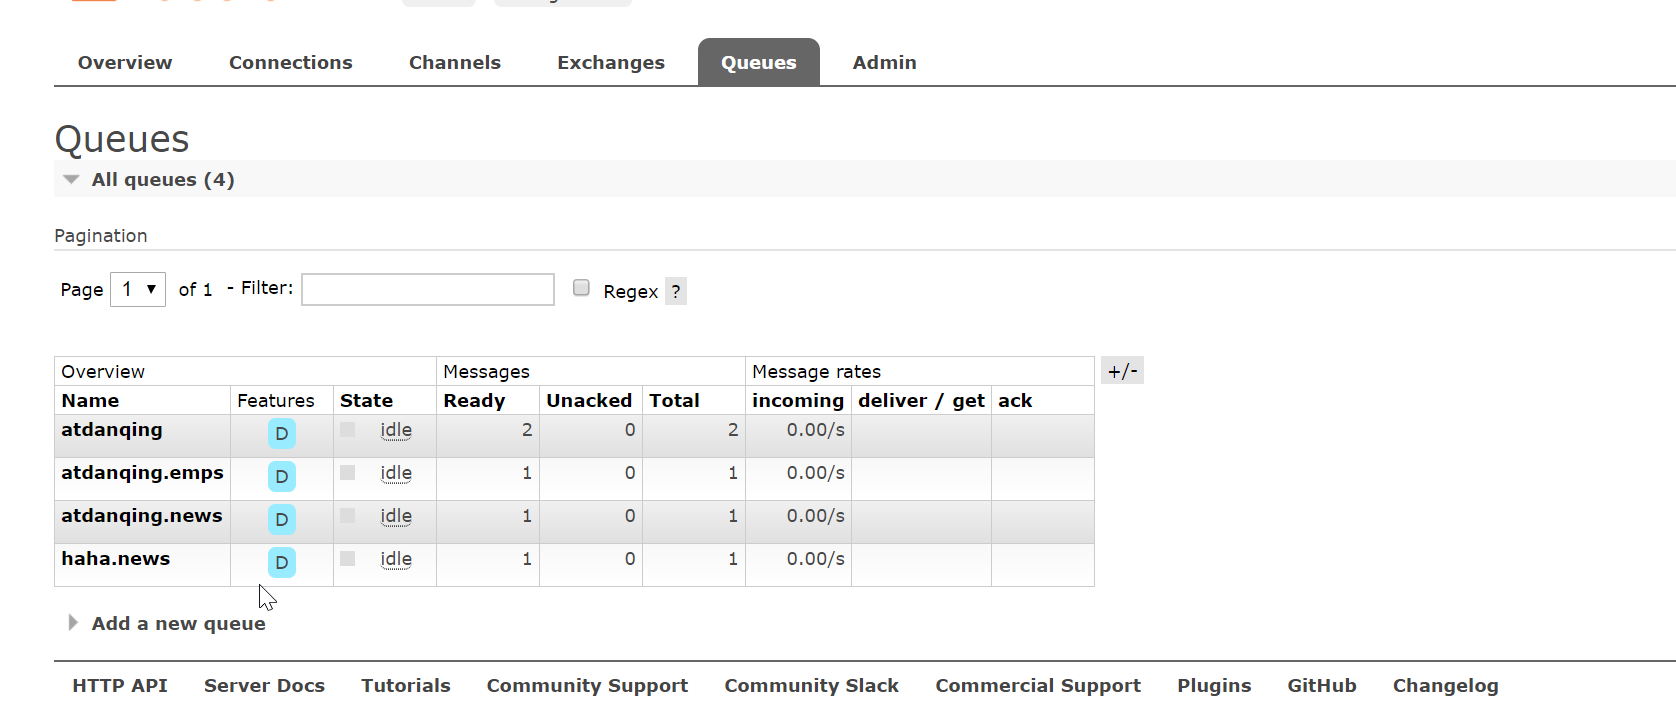 Overview Connections Channels Exchanges Queues Admin
Queues
All queues (4)
Pagination
Page 1 of 1 - Filter: Regex ?
Overview Messages Message rates +/-
Name Features State Ready Unacked Total incoming deliver / get ack
atdanqing D idle 2 0 2 0.00/s
atdanqing.emps D idle 1 0 1 0.00/s
atdanqing.news D idle 1 0 1 0.00/s
haha.news D idle 1 0 1 0.00/s
Add a new queue
HTTP API Server Docs Tutorials Community Support Community Slack Commercial Support Plugins GitHub Changelog